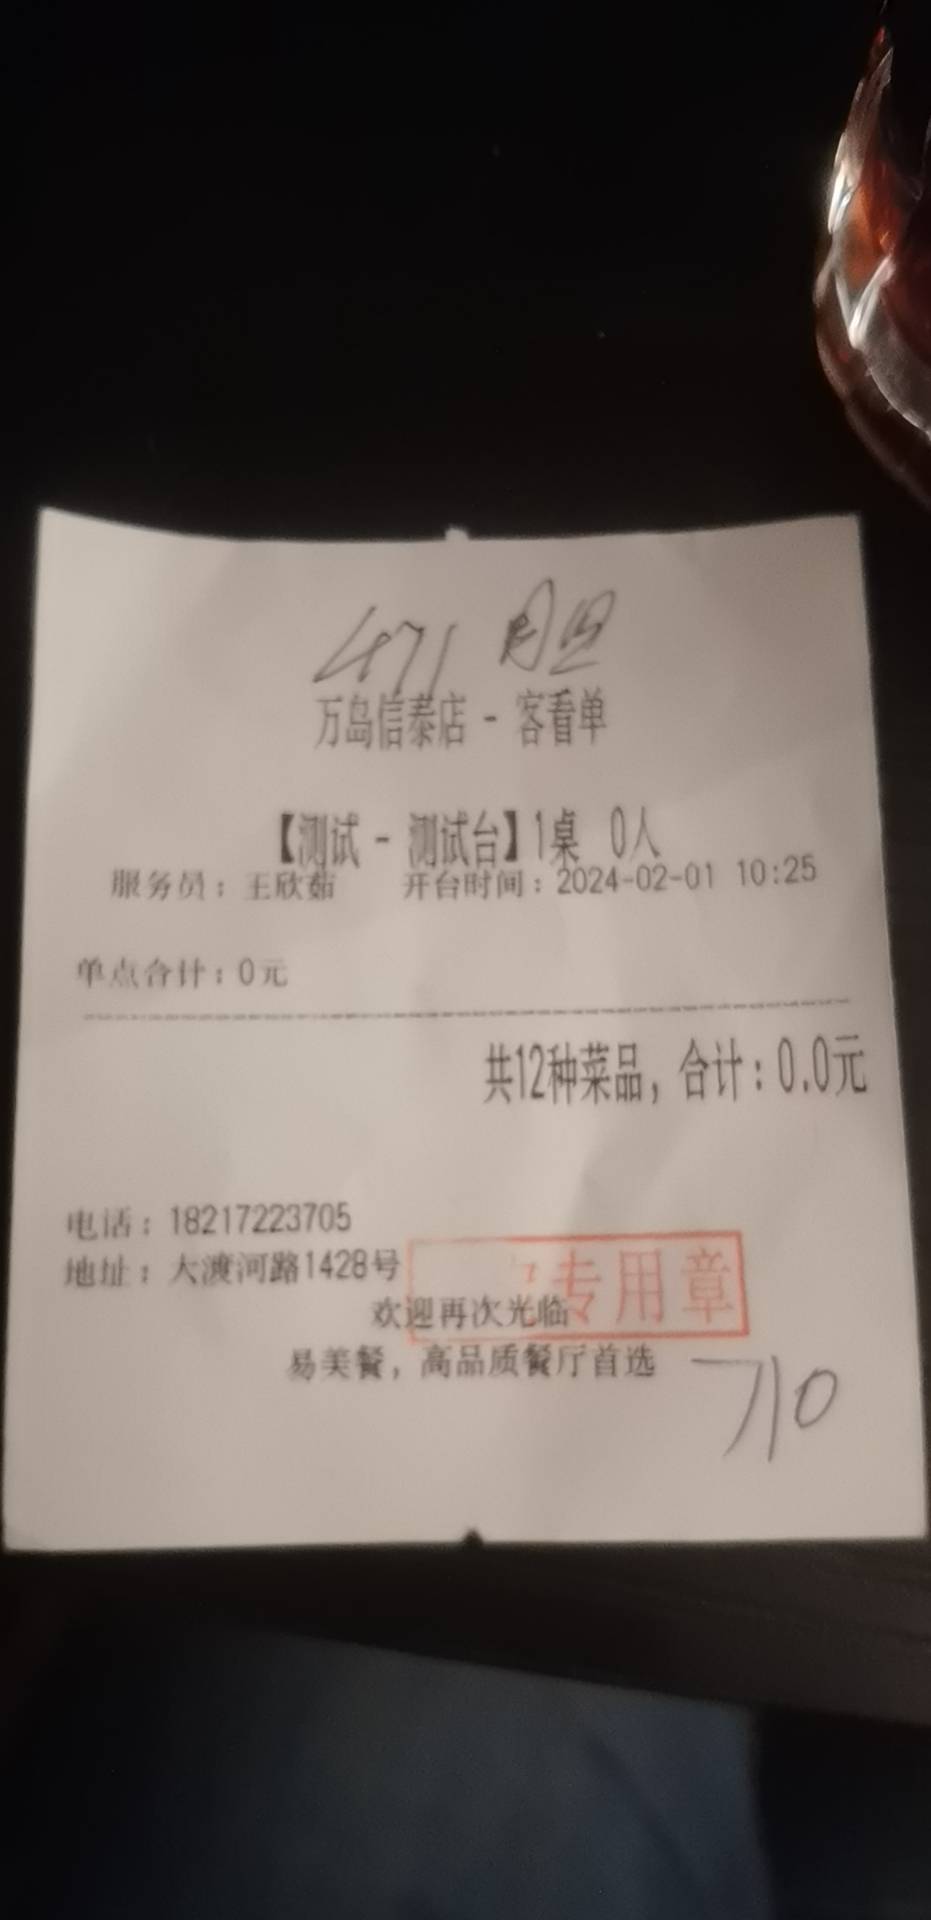 471
万岛信泰店 - 客看单
【测试 - 测试台】1桌 0人
服务员：王欣茹 开台时间：2024-02-01 10:25
单点合计：0元
共12种菜品，合计：0.0元
电话：18217223705
地址：大渡河路1428号
专用章
欢迎再次光临
易美餐，高品质餐厅首选
710